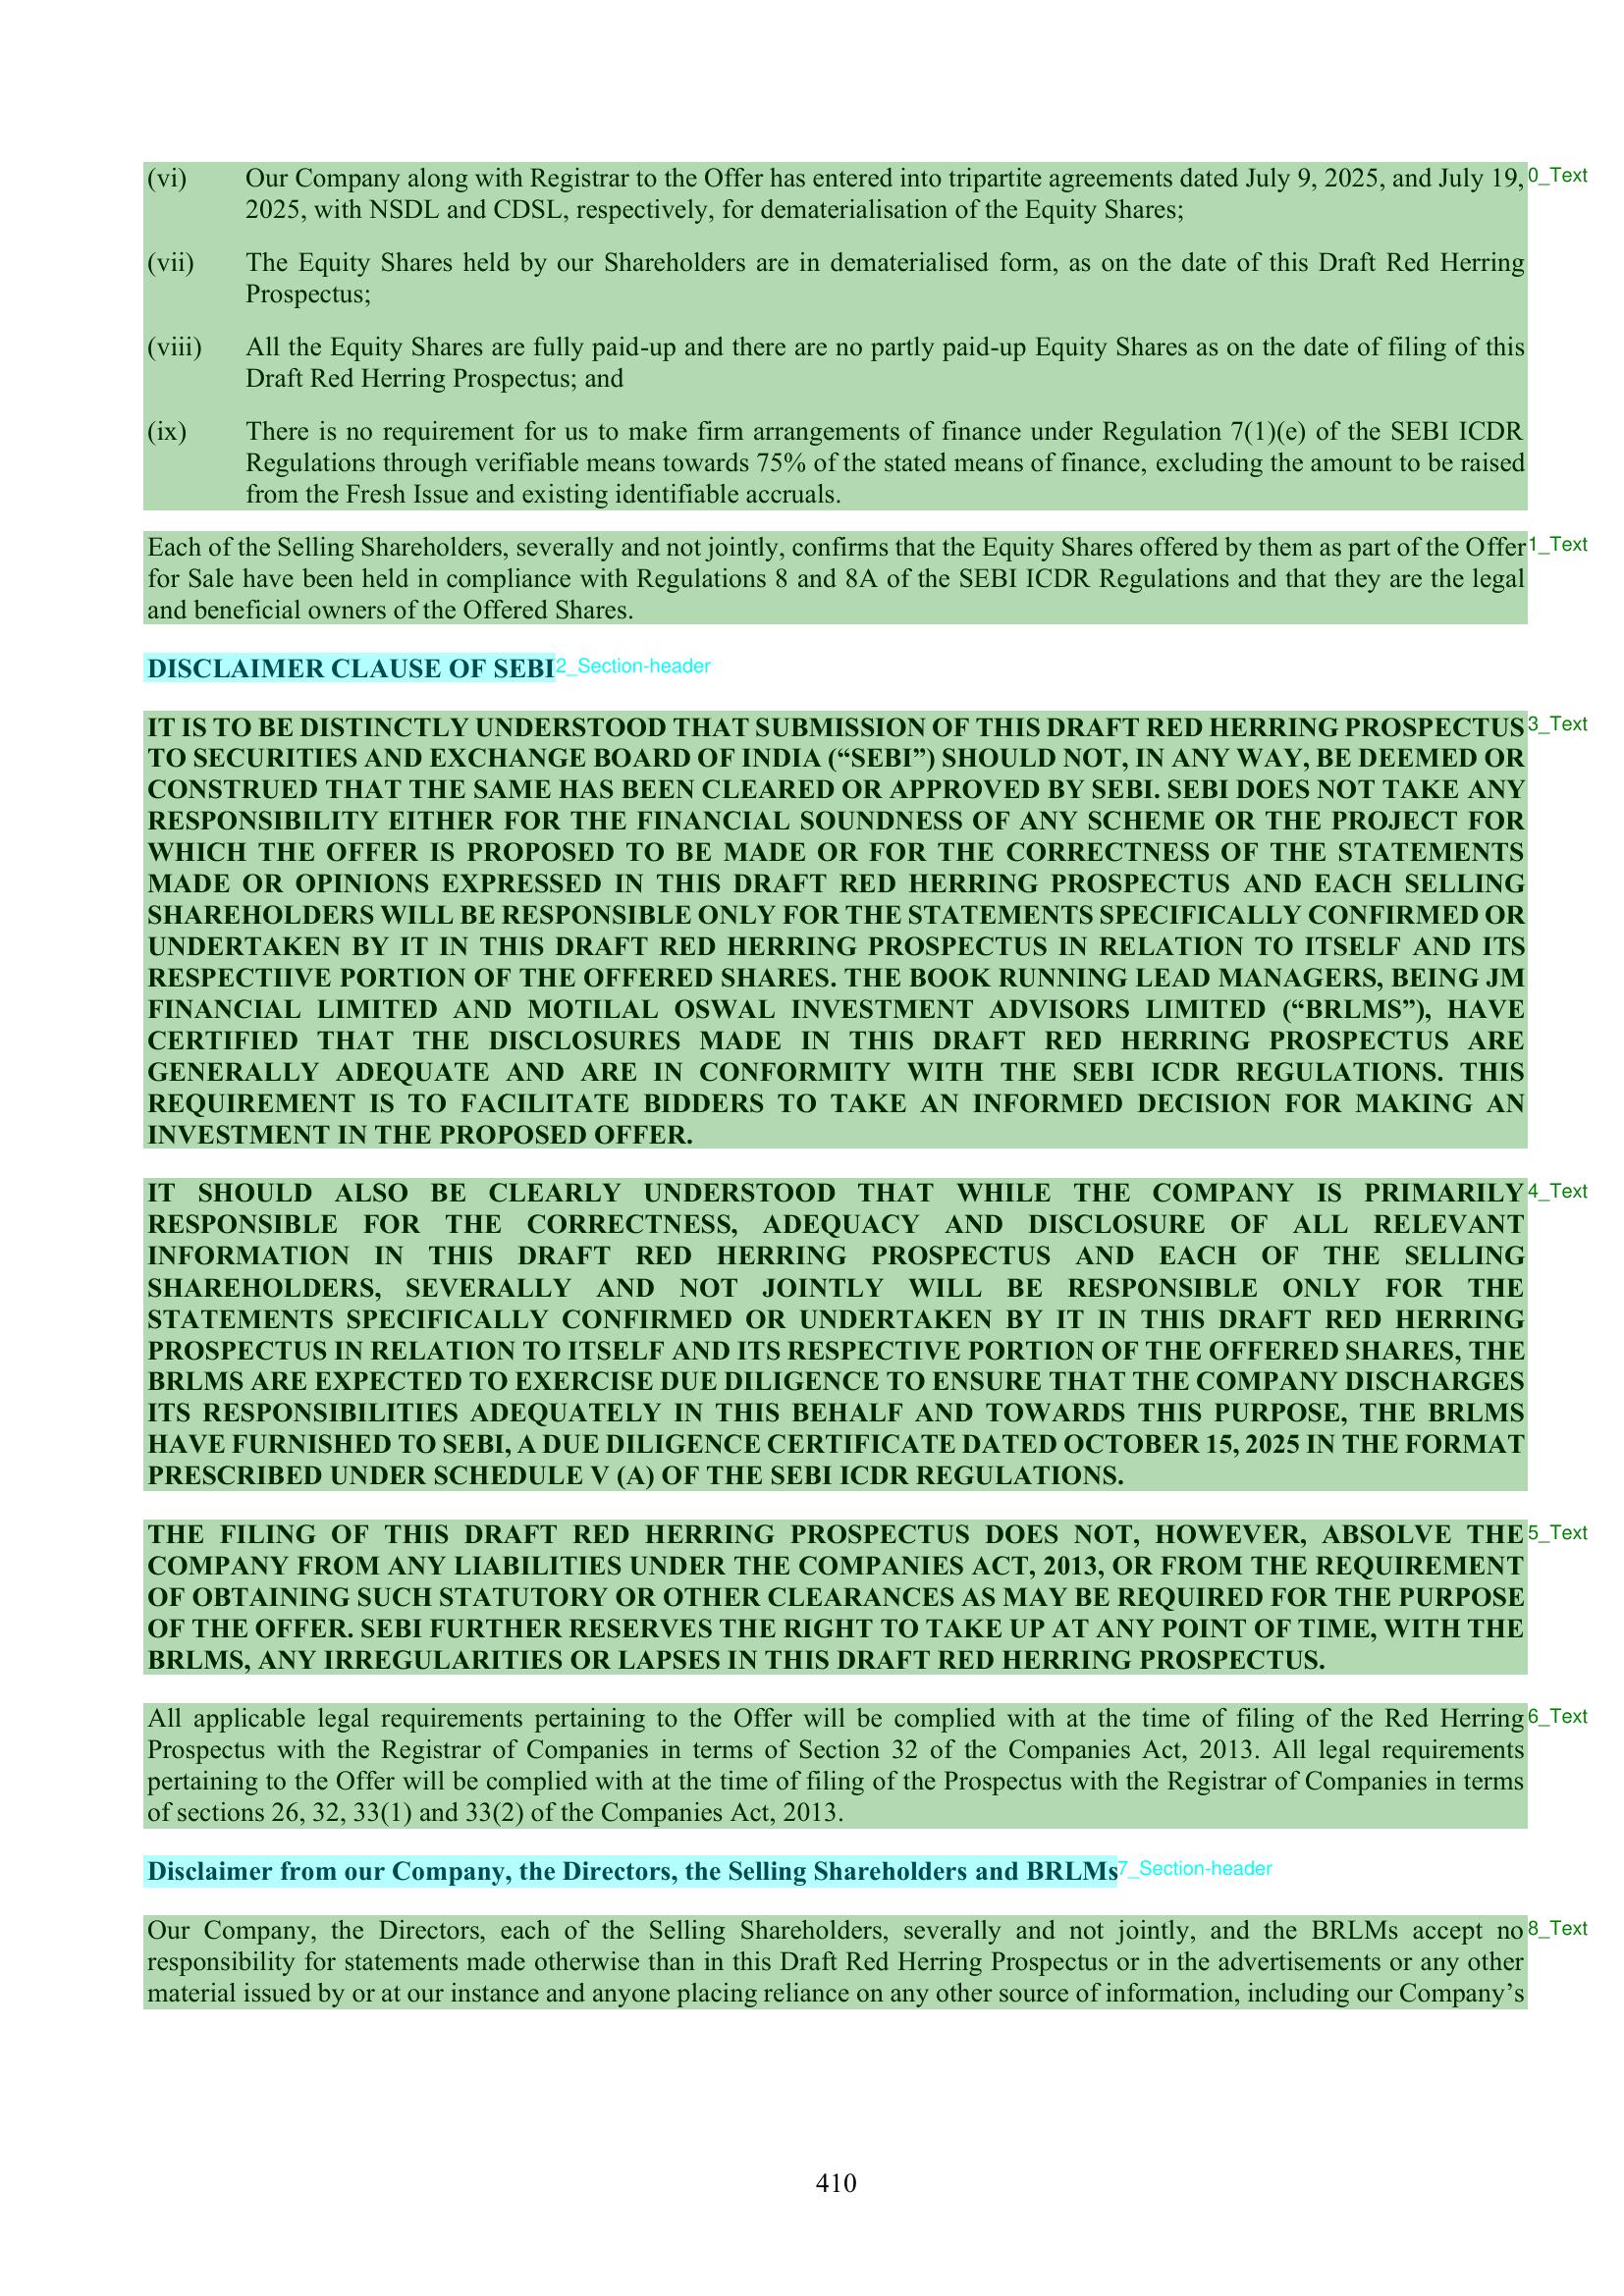 (vi) Our Company along with Registrar to the Offer has entered into tripartite agreements dated July 9, 2025, and July 19, 0_Text
2025, with NSDL and CDSL, respectively, for dematerialisation of the Equity Shares;
(vii) The Equity Shares held by our Shareholders are in dematerialised form, as on the date of this Draft Red Herring
Prospectus;
(viii) All the Equity Shares are fully paid-up and there are no partly paid-up Equity Shares as on the date of filing of this
Draft Red Herring Prospectus; and
(ix) There is no requirement for us to make firm arrangements of finance under Regulation 7(1)(e) of the SEBI ICDR
Regulations through verifiable means towards 75% of the stated means of finance, excluding the amount to be raised
from the Fresh Issue and existing identifiable accruals.
Each of the Selling Shareholders, severally and not jointly, confirms that the Equity Shares offered by them as part of the Offer 1_Text
for Sale have been held in compliance with Regulations 8 and 8A of the SEBI ICDR Regulations and that they are the legal
and beneficial owners of the Offered Shares.
DISCLAIMER CLAUSE OF SEBI 2_Section-header
IT IS TO BE DISTINCTLY UNDERSTOOD THAT SUBMISSION OF THIS DRAFT RED HERRING PROSPECTUS 3_Text
TO SECURITIES AND EXCHANGE BOARD OF INDIA (“SEBI”) SHOULD NOT, IN ANY WAY, BE DEEMED OR
CONSTRUED THAT THE SAME HAS BEEN CLEARED OR APPROVED BY SEBI. SEBI DOES NOT TAKE ANY
RESPONSIBILITY EITHER FOR THE FINANCIAL SOUNDNESS OF ANY SCHEME OR THE PROJECT FOR
WHICH THE OFFER IS PROPOSED TO BE MADE OR FOR THE CORRECTNESS OF THE STATEMENTS
MADE OR OPINIONS EXPRESSED IN THIS DRAFT RED HERRING PROSPECTUS AND EACH SELLING
SHAREHOLDERS WILL BE RESPONSIBLE ONLY FOR THE STATEMENTS SPECIFICALLY CONFIRMED OR
UNDERTAKEN BY IT IN THIS DRAFT RED HERRING PROSPECTUS IN RELATION TO ITSELF AND ITS
RESPECTIIVE PORTION OF THE OFFERED SHARES. THE BOOK RUNNING LEAD MANAGERS, BEING JM
FINANCIAL LIMITED AND MOTILAL OSWAL INVESTMENT ADVISORS LIMITED (“BRLMS”), HAVE
CERTIFIED THAT THE DISCLOSURES MADE IN THIS DRAFT RED HERRING PROSPECTUS ARE
GENERALLY ADEQUATE AND ARE IN CONFORMITY WITH THE SEBI ICDR REGULATIONS. THIS
REQUIREMENT IS TO FACILITATE BIDDERS TO TAKE AN INFORMED DECISION FOR MAKING AN
INVESTMENT IN THE PROPOSED OFFER.
IT SHOULD ALSO BE CLEARLY UNDERSTOOD THAT WHILE THE COMPANY IS PRIMARILY 4_Text
RESPONSIBLE FOR THE CORRECTNESS, ADEQUACY AND DISCLOSURE OF ALL RELEVANT
INFORMATION IN THIS DRAFT RED HERRING PROSPECTUS AND EACH OF THE SELLING
SHAREHOLDERS, SEVERALLY AND NOT JOINTLY WILL BE RESPONSIBLE ONLY FOR THE
STATEMENTS SPECIFICALLY CONFIRMED OR UNDERTAKEN BY IT IN THIS DRAFT RED HERRING
PROSPECTUS IN RELATION TO ITSELF AND ITS RESPECTIVE PORTION OF THE OFFERED SHARES, THE
BRLMS ARE EXPECTED TO EXERCISE DUE DILIGENCE TO ENSURE THAT THE COMPANY DISCHARGES
ITS RESPONSIBILITIES ADEQUATELY IN THIS BEHALF AND TOWARDS THIS PURPOSE, THE BRLMS
HAVE FURNISHED TO SEBI, A DUE DILIGENCE CERTIFICATE DATED OCTOBER 15, 2025 IN THE FORMAT
PRESCRIBED UNDER SCHEDULE V (A) OF THE SEBI ICDR REGULATIONS.
THE FILING OF THIS DRAFT RED HERRING PROSPECTUS DOES NOT, HOWEVER, ABSOLVE THE 5_Text
COMPANY FROM ANY LIABILITIES UNDER THE COMPANIES ACT, 2013, OR FROM THE REQUIREMENT
OF OBTAINING SUCH STATUTORY OR OTHER CLEARANCES AS MAY BE REQUIRED FOR THE PURPOSE
OF THE OFFER. SEBI FURTHER RESERVES THE RIGHT TO TAKE UP AT ANY POINT OF TIME, WITH THE
BRLMS, ANY IRREGULARITIES OR LAPSES IN THIS DRAFT RED HERRING PROSPECTUS.
All applicable legal requirements pertaining to the Offer will be complied with at the time of filing of the Red Herring 6_Text
Prospectus with the Registrar of Companies in terms of Section 32 of the Companies Act, 2013. All legal requirements
pertaining to the Offer will be complied with at the time of filing of the Prospectus with the Registrar of Companies in terms
of sections 26, 32, 33(1) and 33(2) of the Companies Act, 2013.
Disclaimer from our Company, the Directors, the Selling Shareholders and BRLMs 7_Section-header
Our Company, the Directors, each of the Selling Shareholders, severally and not jointly, and the BRLMs accept no 8_Text
responsibility for statements made otherwise than in this Draft Red Herring Prospectus or in the advertisements or any other
material issued by or at our instance and anyone placing reliance on any other source of information, including our Company’s
410